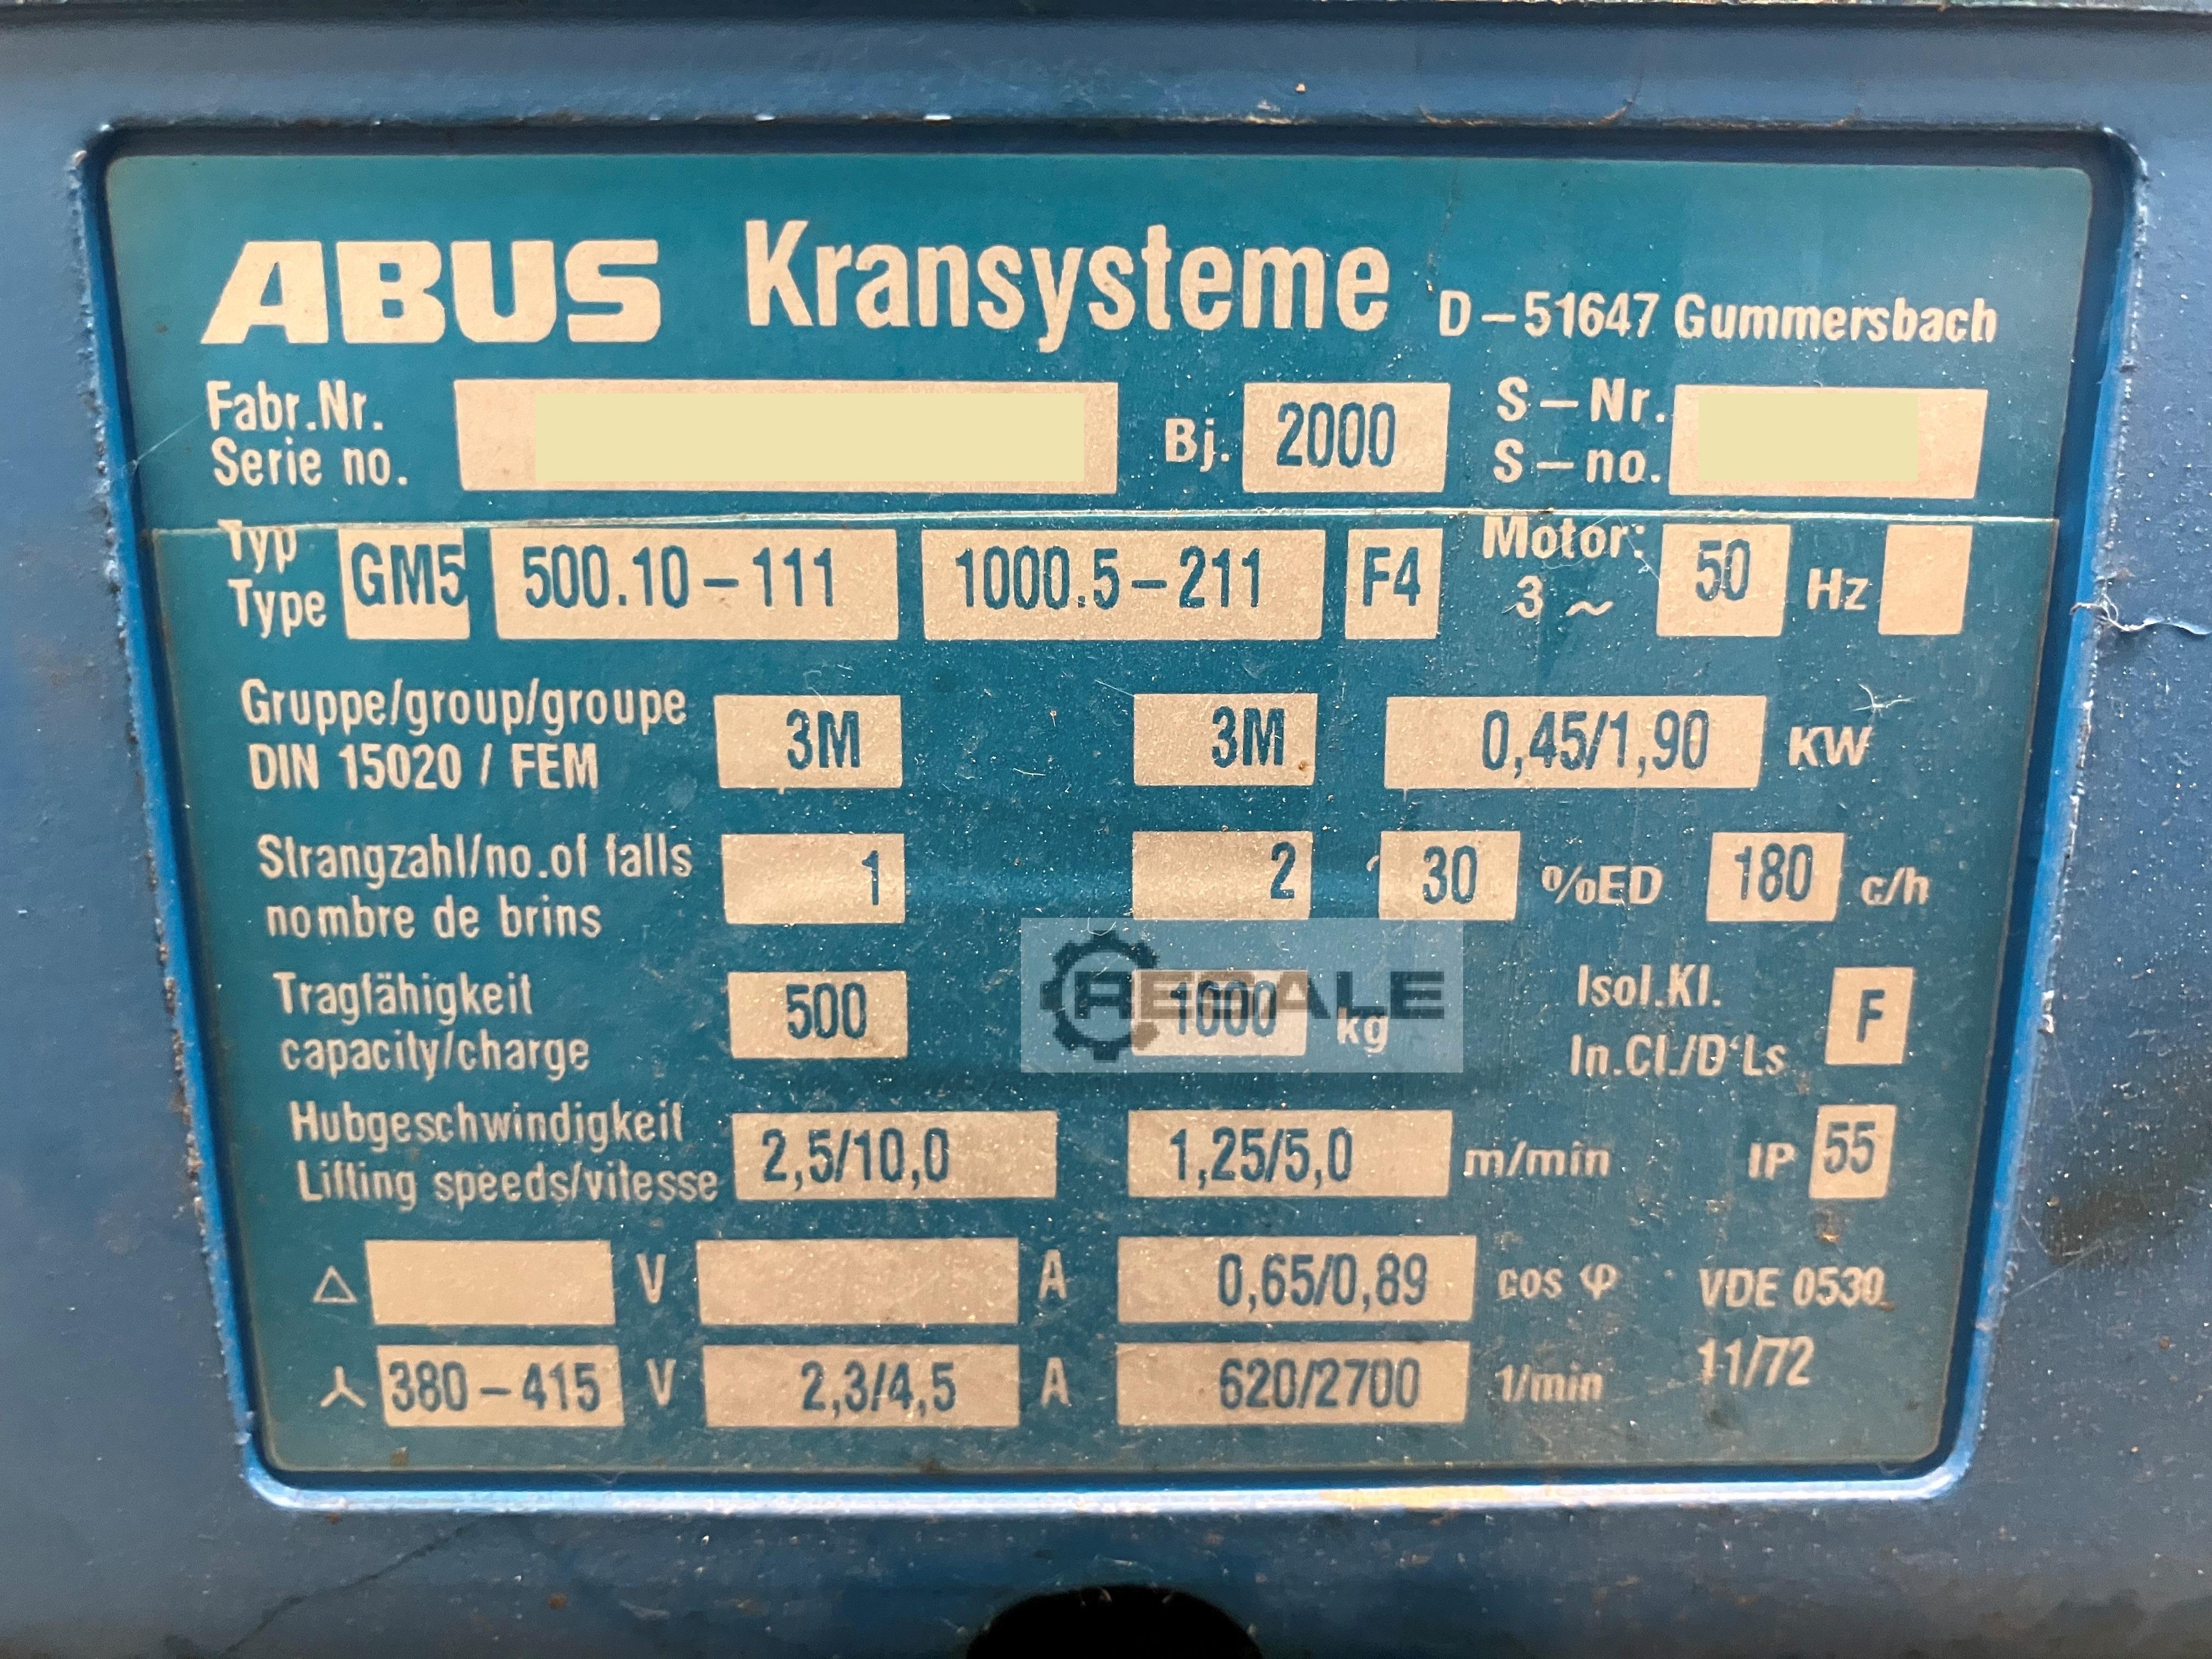 ABUS Kransysteme D-51647 Gummersbach
Fabr.Nr. Bj. 2000 S-Nr.
Serie no. S-no.
Typ GM5 500.10-111 1000.5-211 F4 Motor: 50 Hz
Type 3 ~
Gruppe/group/groupe 3M 3M 0,45/1,90 KW
DIN 15020 / FEM
Strangzahl/no.of falls 1 2 30 %ED 180 c/h
nombre de brins
Tragfähigkeit 500 1000 kg Isol.Kl. F
capacity/charge In.Cl./D'Ls
RESALE
Hubgeschwindigkeit 2,5/10,0 1,25/5,0 m/min IP 55
Lifting speeds/vitesse
△ V A 0,65/0,89 cos φ VDE 0530
⅄ 380-415 V 2,3/4,5 A 620/2700 1/min 11/72